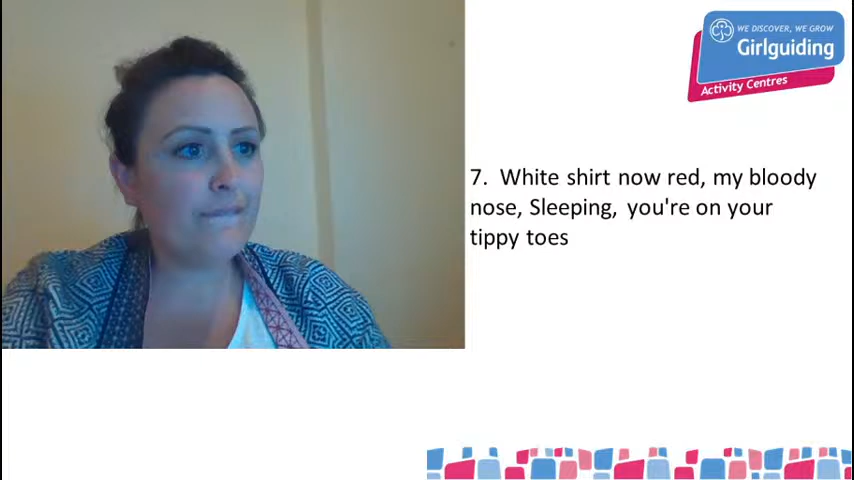 WE DISCOVER, WE GROW
Girlguiding
Activity Centres
7. White shirt now red, my bloody
nose, Sleeping, you're on your
tippy toes